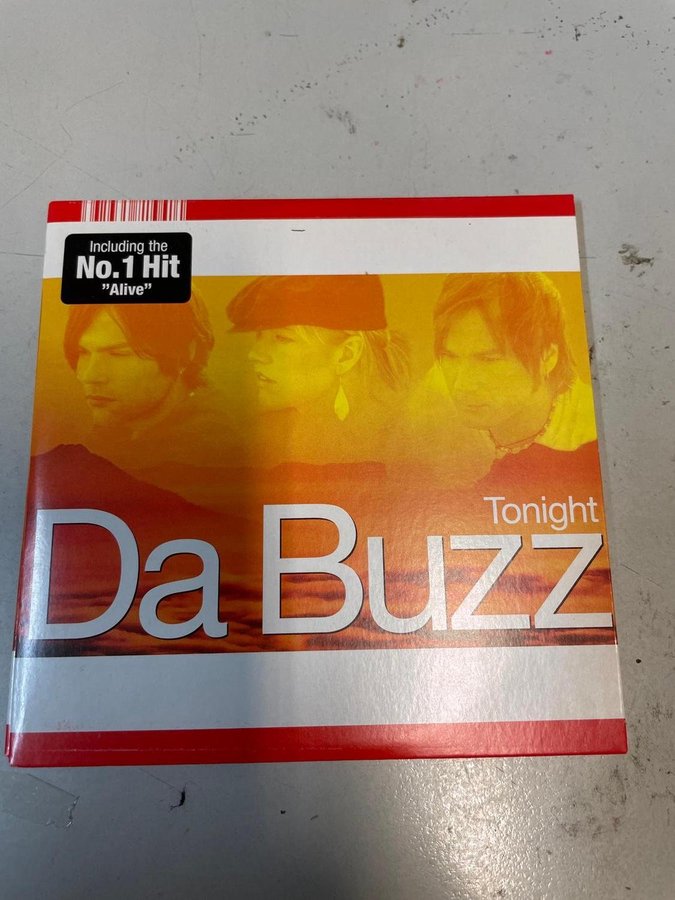 Including the
No.1 Hit
”Alive”
Tonight
Da Buzz